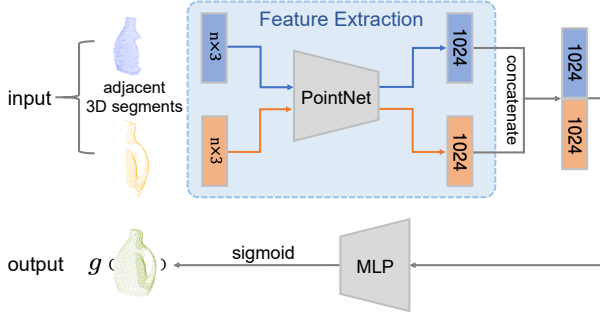 Feature Extraction
input
adjacent
3D segments
n×3
n×3
PointNet
1024
1024
concatenate
1024
1024
output
g ( )
sigmoid
MLP